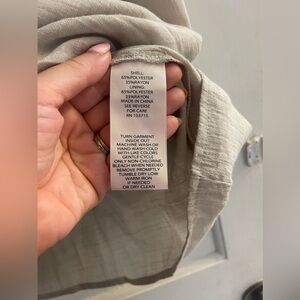 SHELL:
65%POLYESTER
35%RAYON
LINING:
65%POLYESTER
35%RAYON
MADE IN CHINA
SEE REVERSE
FOR CARE
RN 103715
TURN GARMENT
INSIDE OUT
MACHINE WASH OR
HAND WASH COLD
WITH LIKE COLORS
GENTLE CYCLE
ONLY NON-CHLORINE
BLEACH WHEN NEEDED
REMOVE PROMPTLY
TUMBLE DRY LOW
WARM IRON
IF NEEDED
OR DRY CLEAN